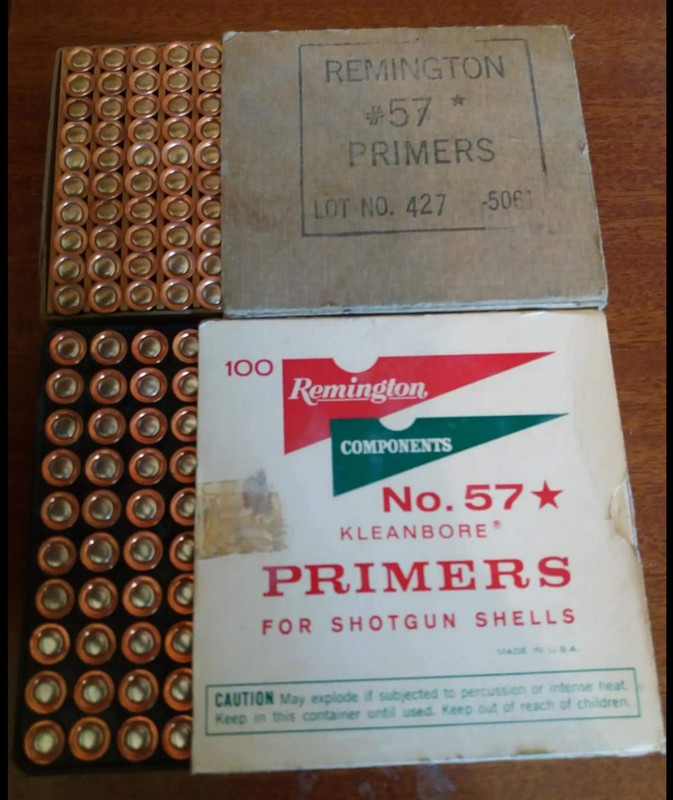 REMINGTON
#57 ★
PRIMERS
LOT NO. 427 -506
100
Remington
COMPONENTS
No. 57★
KLEANBORE®
PRIMERS
FOR SHOTGUN SHELLS
MADE IN U.S.A.
CAUTION May explode if subjected to percussion or intense heat.
Keep in this container until used. Keep out of reach of children.